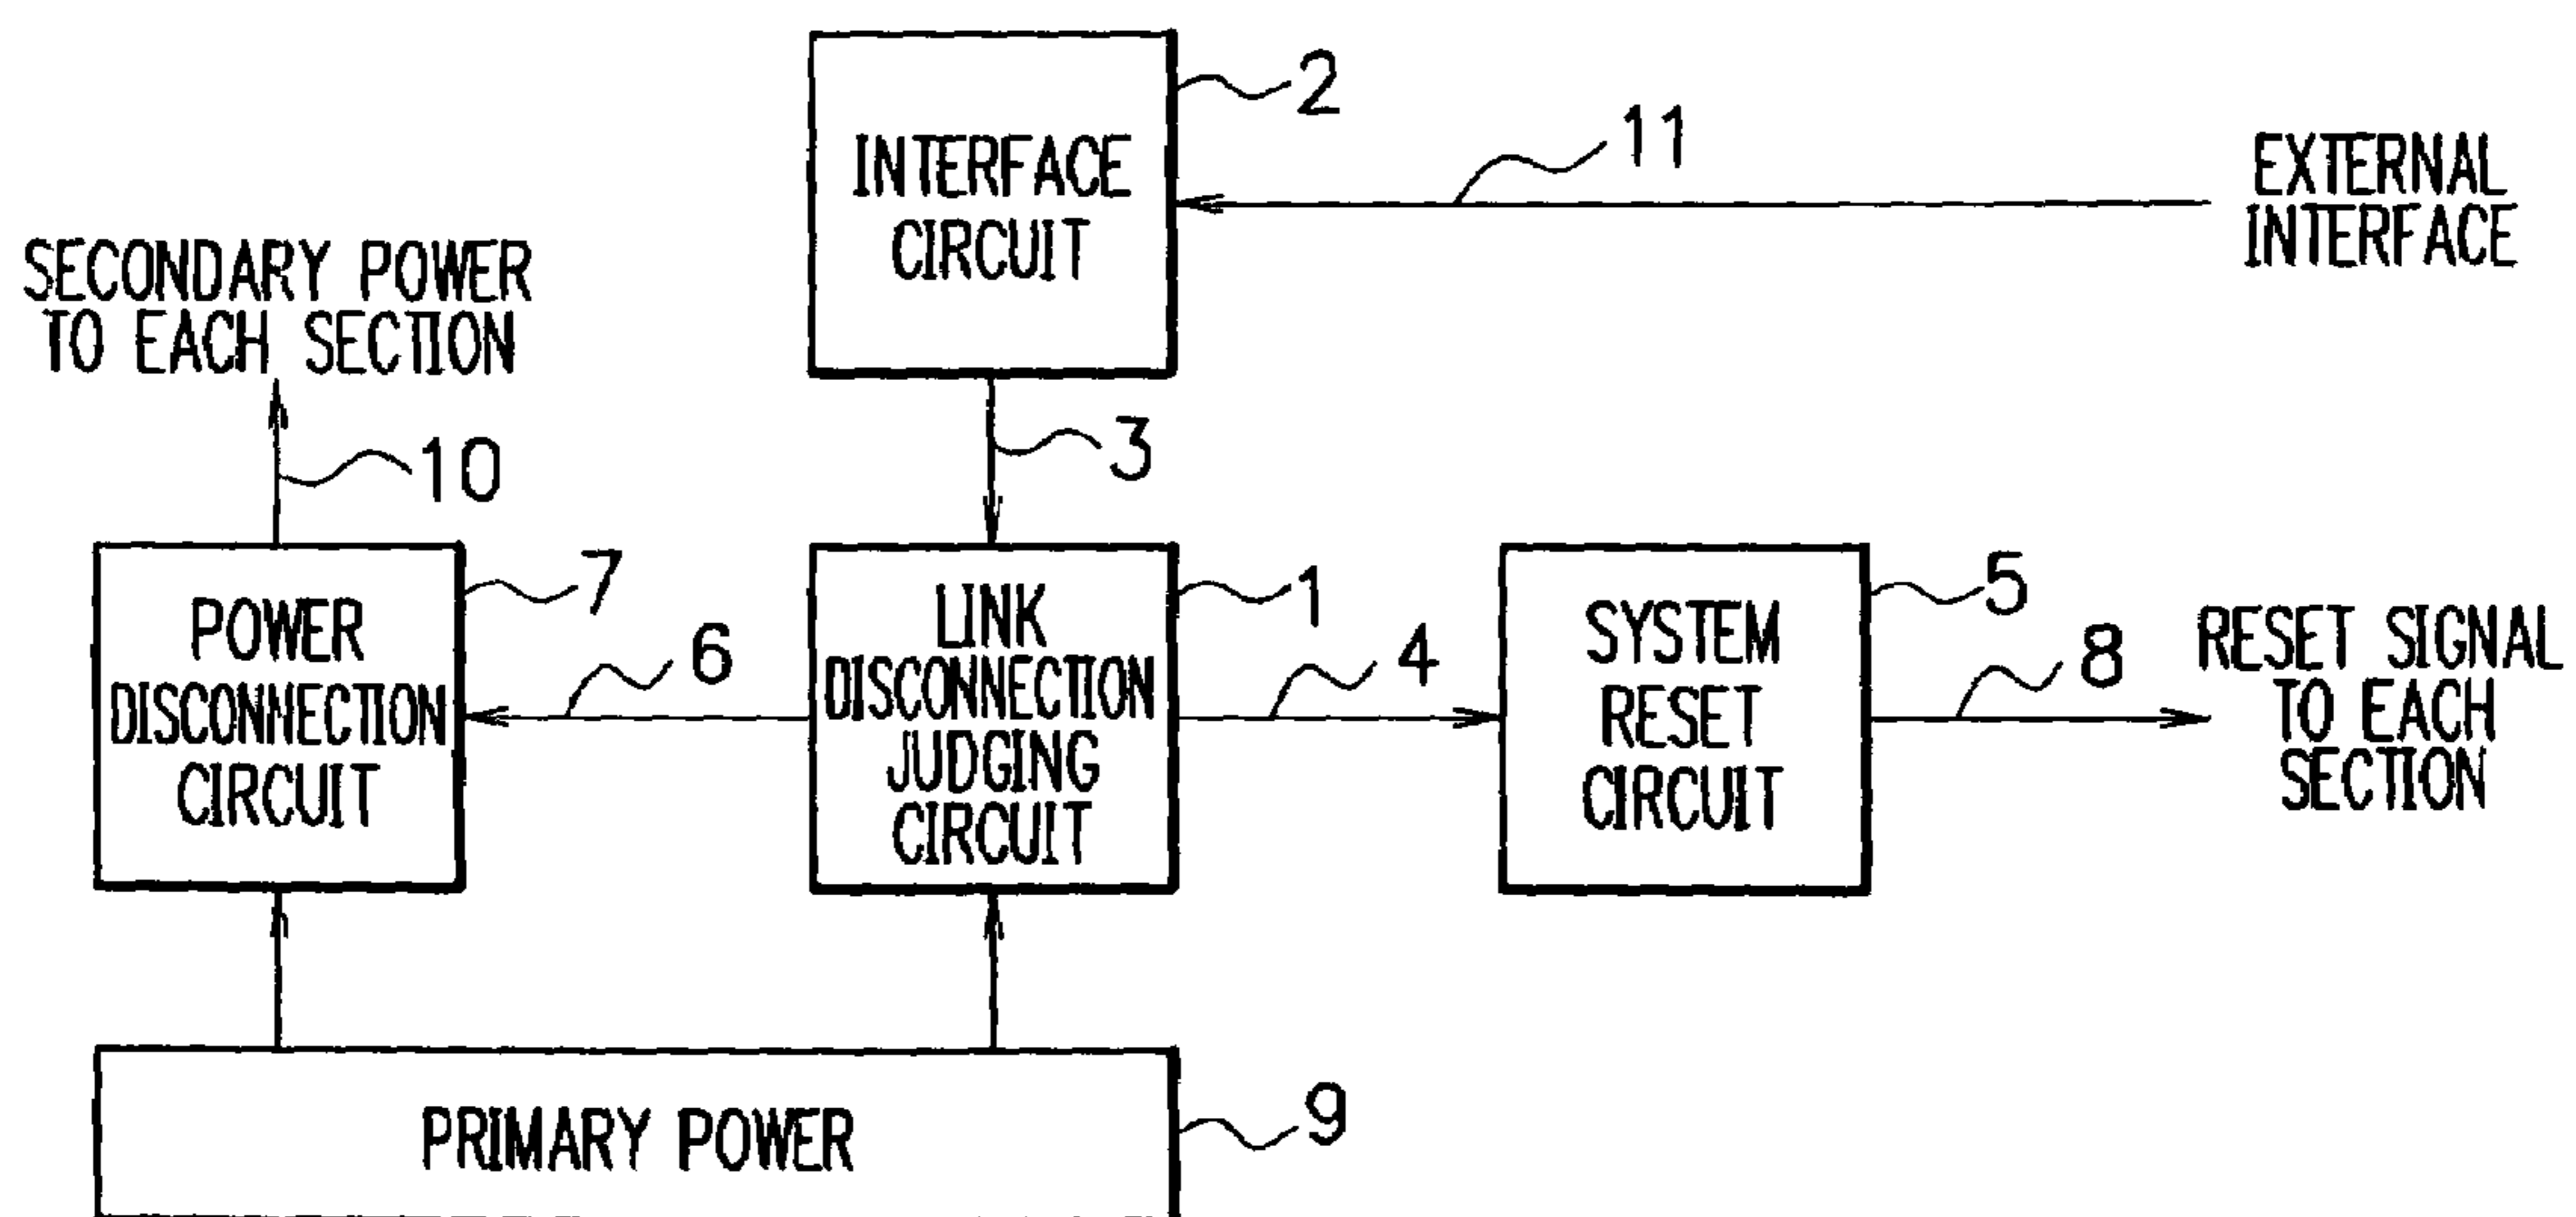 2
INTERFACE
CIRCUIT
11
EXTERNAL
INTERFACE
SECONDARY POWER
TO EACH SECTION
10
3
POWER
DISCONNECTION
CIRCUIT
7
6
LINK
DISCONNECTION
JUDGING
CIRCUIT
1
4
SYSTEM
RESET
CIRCUIT
5
8
RESET SIGNAL
TO EACH
SECTION
PRIMARY POWER
9